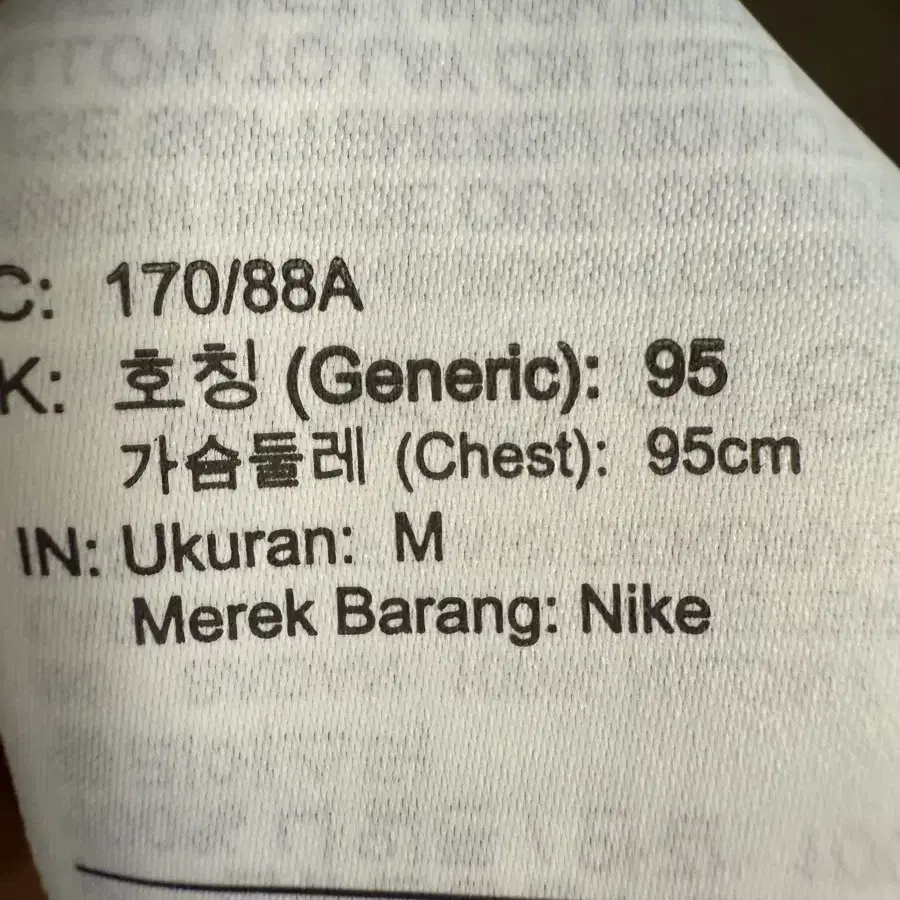 C: 170/88A
K: 호칭 (Generic): 95
가슴둘레 (Chest): 95cm
IN: Ukuran: M
Merek Barang: Nike